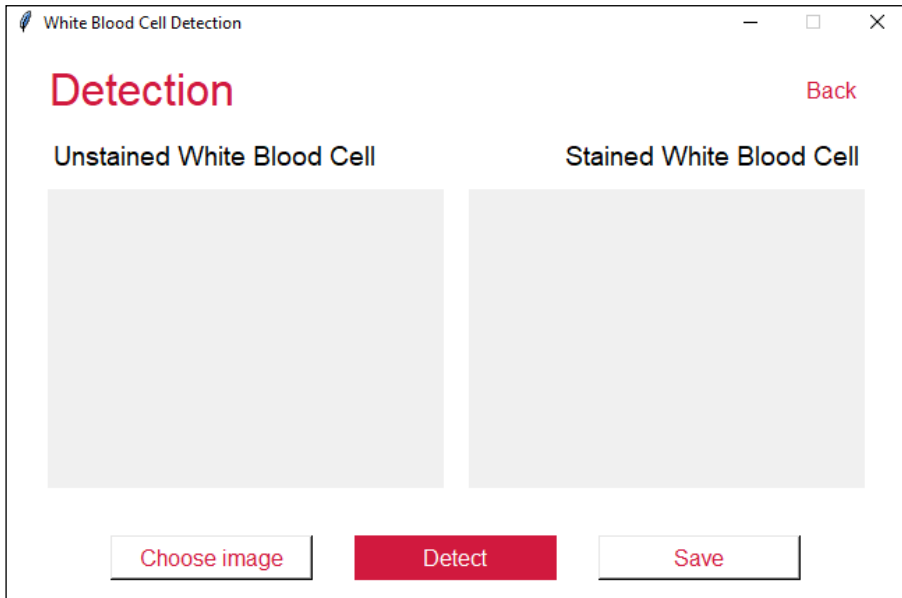 White Blood Cell Detection
Detection
Back
Unstained White Blood Cell
Stained White Blood Cell
Choose image
Detect
Save